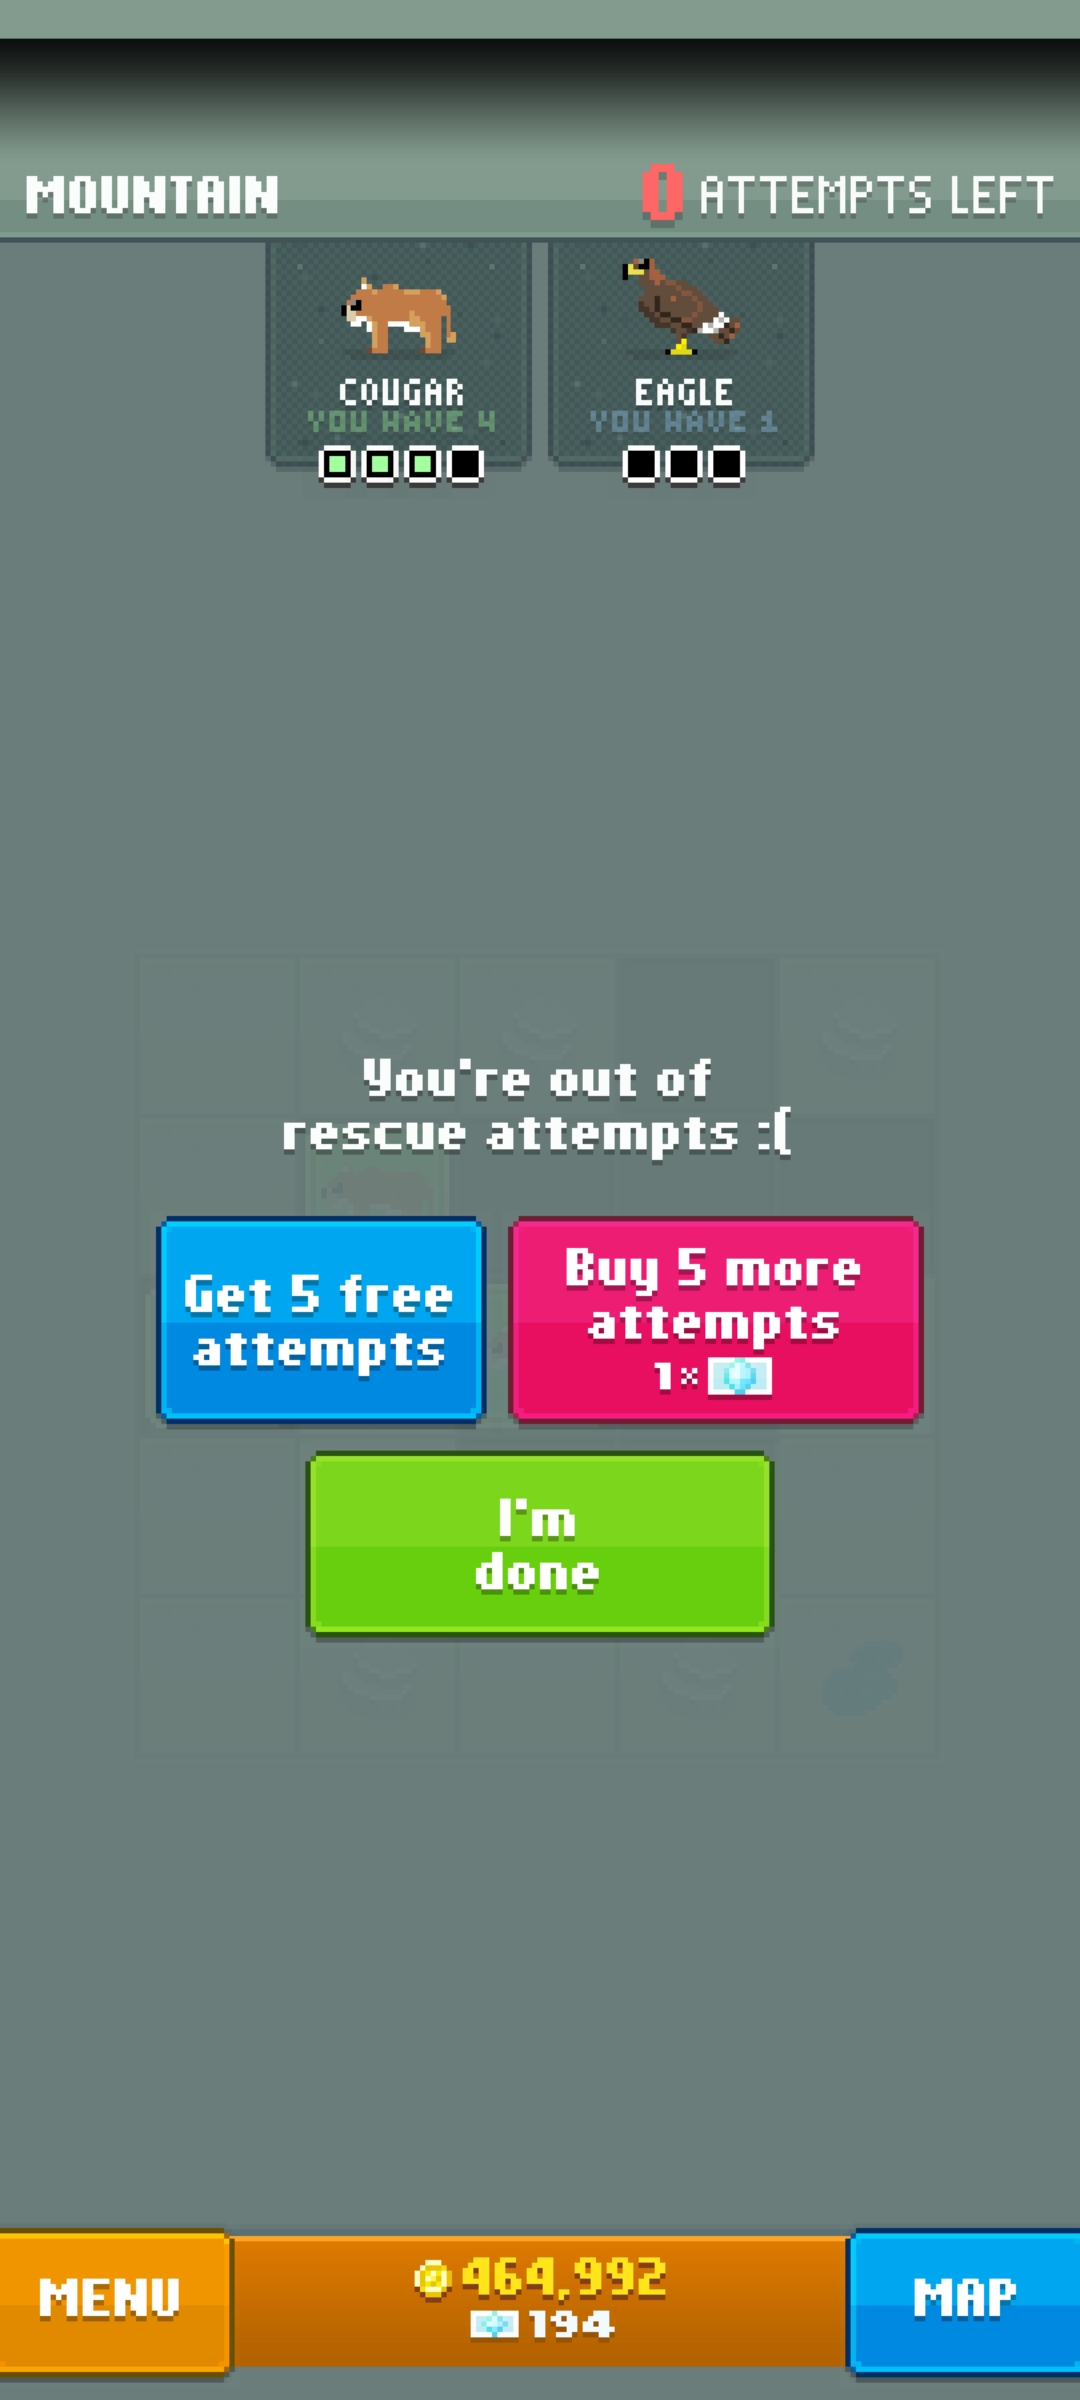 MOUNTAIN
0 ATTEMPTS LEFT
COUGAR
YOU HAVE 4
EAGLE
YOU HAVE 1
You're out of
rescue attempts :(
Get 5 free
attempts
Buy 5 more
attempts
1×
I'm
done
MENU
464,992
194
MAP